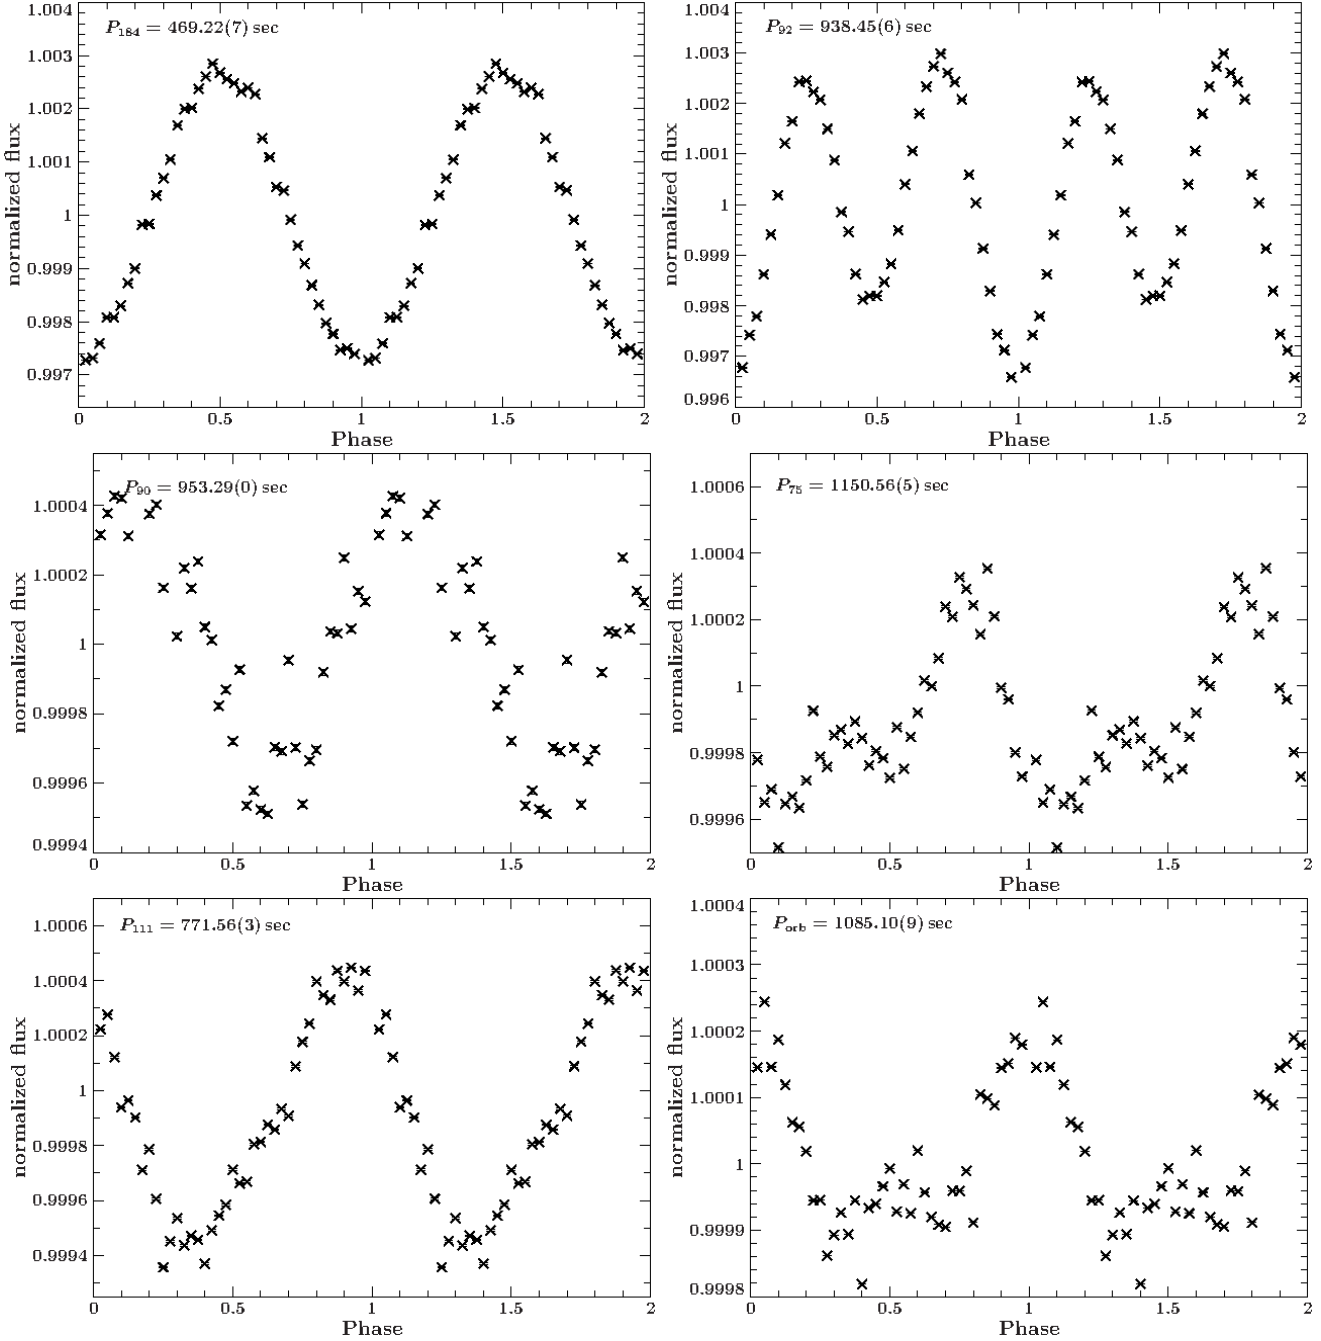 P184 = 469.22(7) sec
1.004
1.003
1.002
1.001
1
0.999
0.998
0.997
normalized flux
0 0.5 1 1.5 2
Phase
P92 = 938.45(6) sec
1.004
1.003
1.002
1.001
1
0.999
0.998
0.997
0.996
normalized flux
0 0.5 1 1.5 2
Phase
P90 = 953.29(0) sec
1.0004
1.0002
1
0.9998
0.9996
0.9994
normalized flux
0 0.5 1 1.5 2
Phase
P75 = 1150.56(5) sec
1.0006
1.0004
1.0002
1
0.9998
0.9996
normalized flux
0 0.5 1 1.5 2
Phase
P111 = 771.56(3) sec
1.0006
1.0004
1.0002
1
0.9998
0.9996
0.9994
normalized flux
0 0.5 1 1.5 2
Phase
Porb = 1085.10(9) sec
1.0004
1.0003
1.0002
1.0001
1
0.9999
0.9998
normalized flux
0 0.5 1 1.5 2
Phase